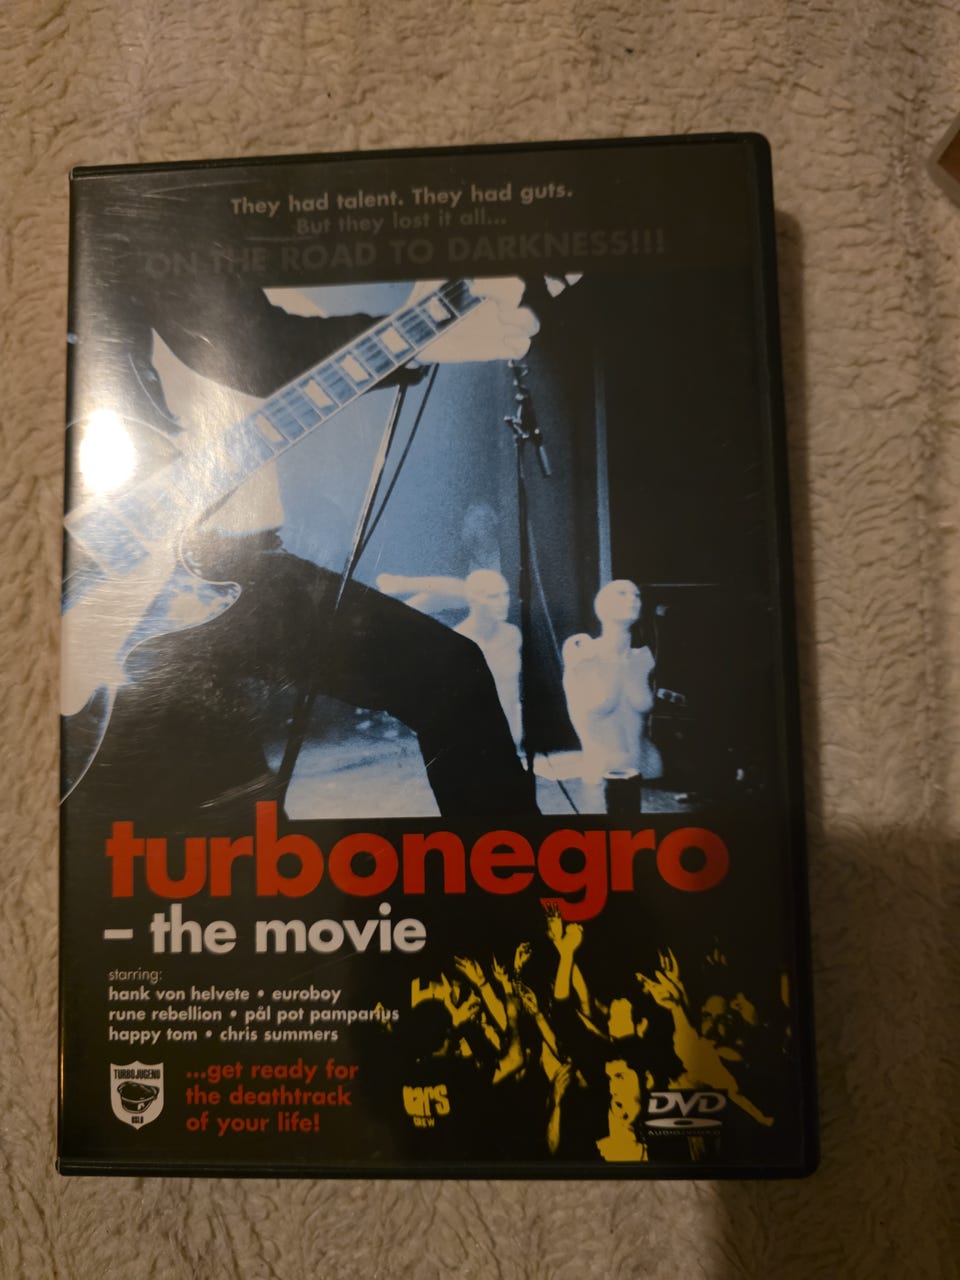 They had talent. They had guts.
But they lost it all...
ON THE ROAD TO DARKNESS!!!
turbonegro
– the movie
starring:
hank von helvete • euroboy
rune rebellion • pål pot pamparius
happy tom • chris summers
TURBOJUGEND
OSLO
...get ready for
the deathtrack
of your life!
DVD
AUDIO/VIDEO